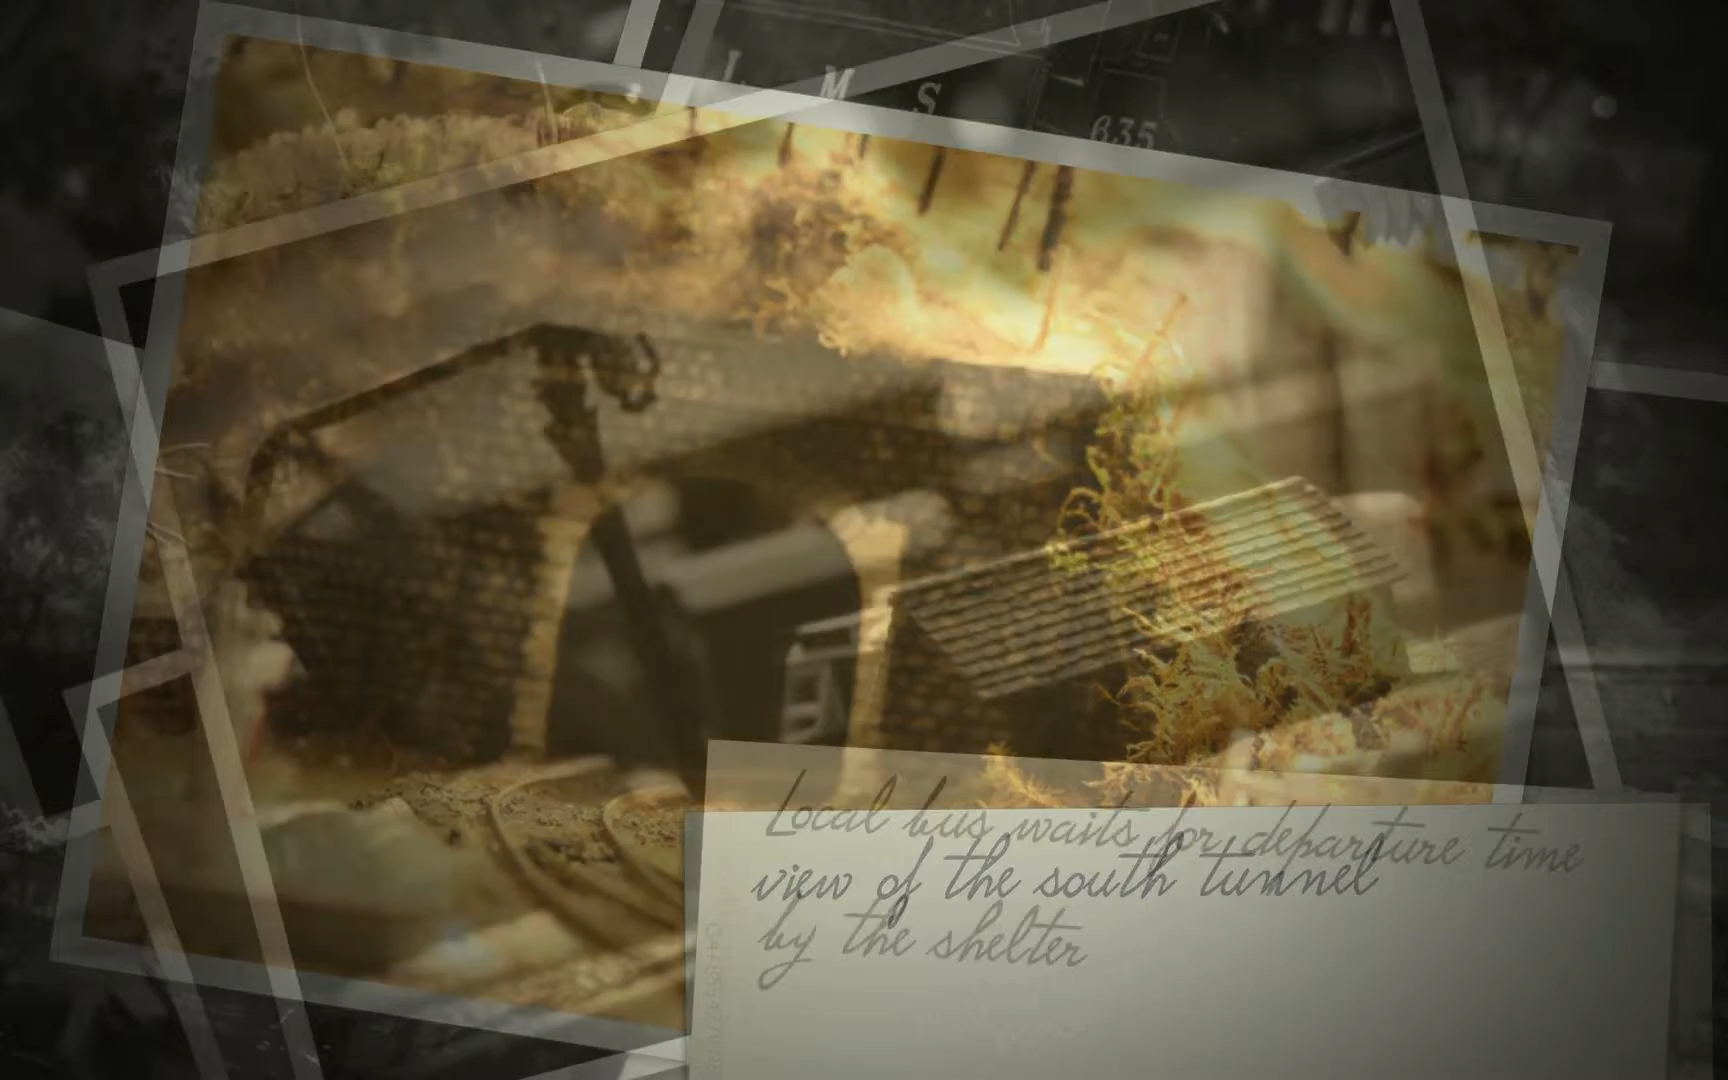 L M S
635
Local bus waits for departure time
view of the south tunnel
by the shelter